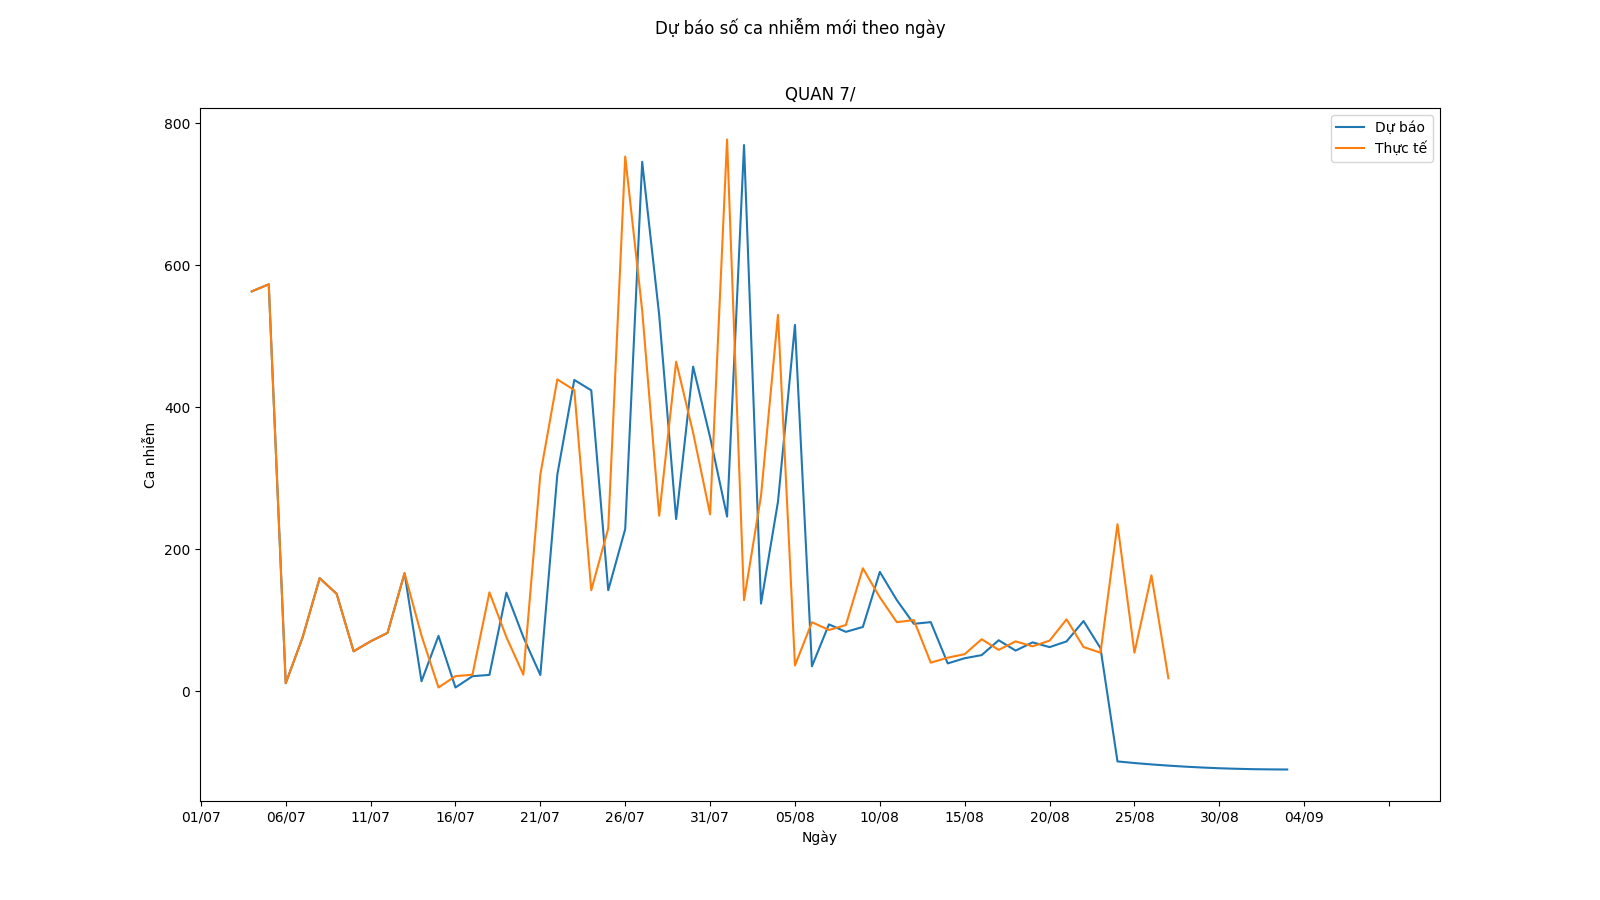 Dự báo số ca nhiễm mới theo ngày
QUAN 7/
Dự báo
Thực tế
800
600
400
200
0
Ca nhiễm
01/07 06/07 11/07 16/07 21/07 26/07 31/07 05/08 10/08 15/08 20/08 25/08 30/08 04/09
Ngày